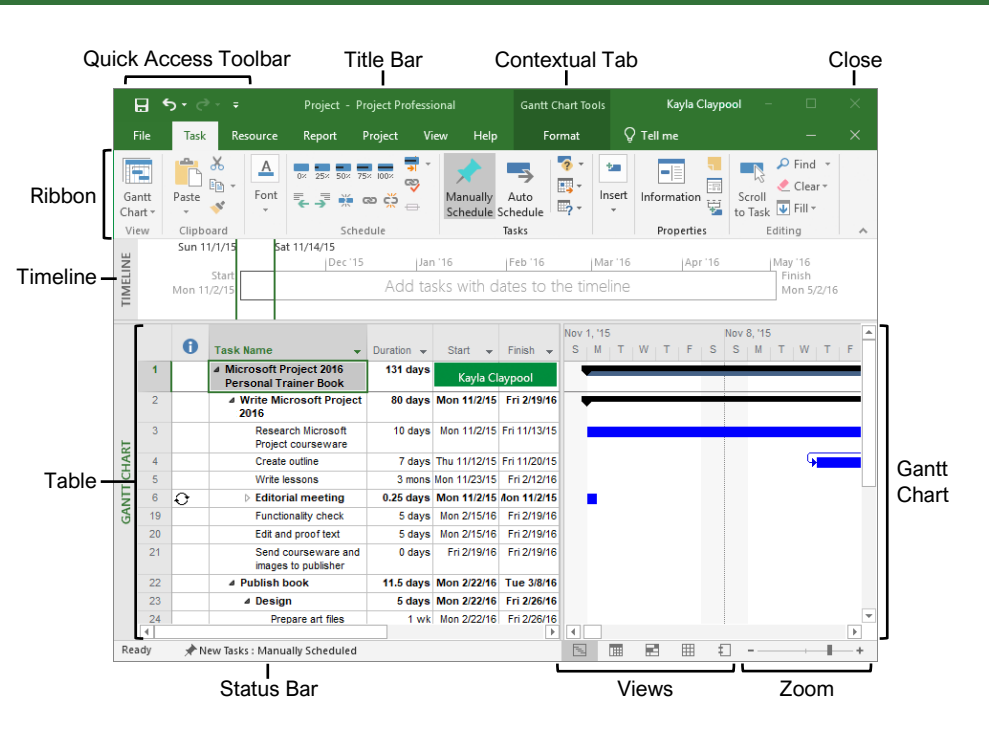 Quick Access Toolbar Title Bar Contextual Tab Close
Project - Project Professional Gantt Chart Tools Kayla Claypool
File Task Resource Report Project View Help Format Tell me
Ribbon
Gantt Chart
View
Paste
Clipboard
Font
0% 25% 50% 75% 100%
Schedule
Manually Schedule
Auto Schedule
Tasks
Insert
Information
Properties
Scroll to Task
Find
Clear
Fill
Editing
Timeline
TIMELINE
Sun 11/1/15 Sat 11/14/15
Dec '15 Jan '16 Feb '16 Mar '16 Apr '16 May '16
Start
Mon 11/2/15
Add tasks with dates to the timeline
Finish
Mon 5/2/16
Table
GANTT CHART
Task Name Duration Start Finish
Nov 1, '15 Nov 8, '15
S M T W T F S S M T W T F
1 Microsoft Project 2016 Personal Trainer Book 131 days Kayla Claypool
2 Write Microsoft Project 2016 80 days Mon 11/2/15 Fri 2/19/16
3 Research Microsoft Project courseware 10 days Mon 11/2/15 Fri 11/13/15
4 Create outline 7 days Thu 11/12/15 Fri 11/20/15
5 Write lessons 3 mons Mon 11/23/15 Fri 2/12/16
6 Editorial meeting 0.25 days Mon 11/2/15 Mon 11/2/15
19 Functionality check 5 days Mon 2/15/16 Fri 2/19/16
20 Edit and proof text 5 days Mon 2/15/16 Fri 2/19/16
21 Send courseware and images to publisher 0 days Fri 2/19/16 Fri 2/19/16
22 Publish book 11.5 days Mon 2/22/16 Tue 3/8/16
23 Design 5 days Mon 2/22/16 Fri 2/26/16
24 Prepare art files 1 wk Mon 2/22/16 Fri 2/26/16
Gantt
Chart
Ready New Tasks : Manually Scheduled
Status Bar Views Zoom